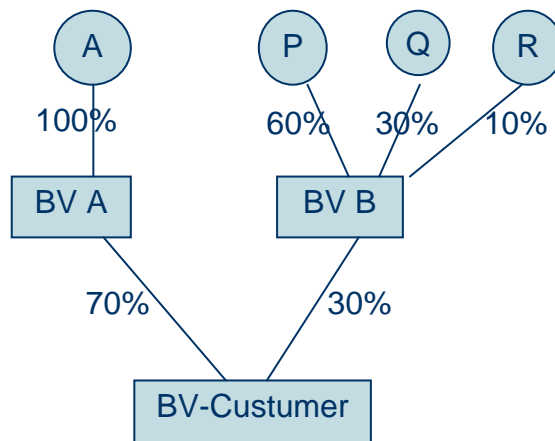 A P Q R
100% 60% 30% 10%
BV A BV B
70% 30%
BV-Custumer